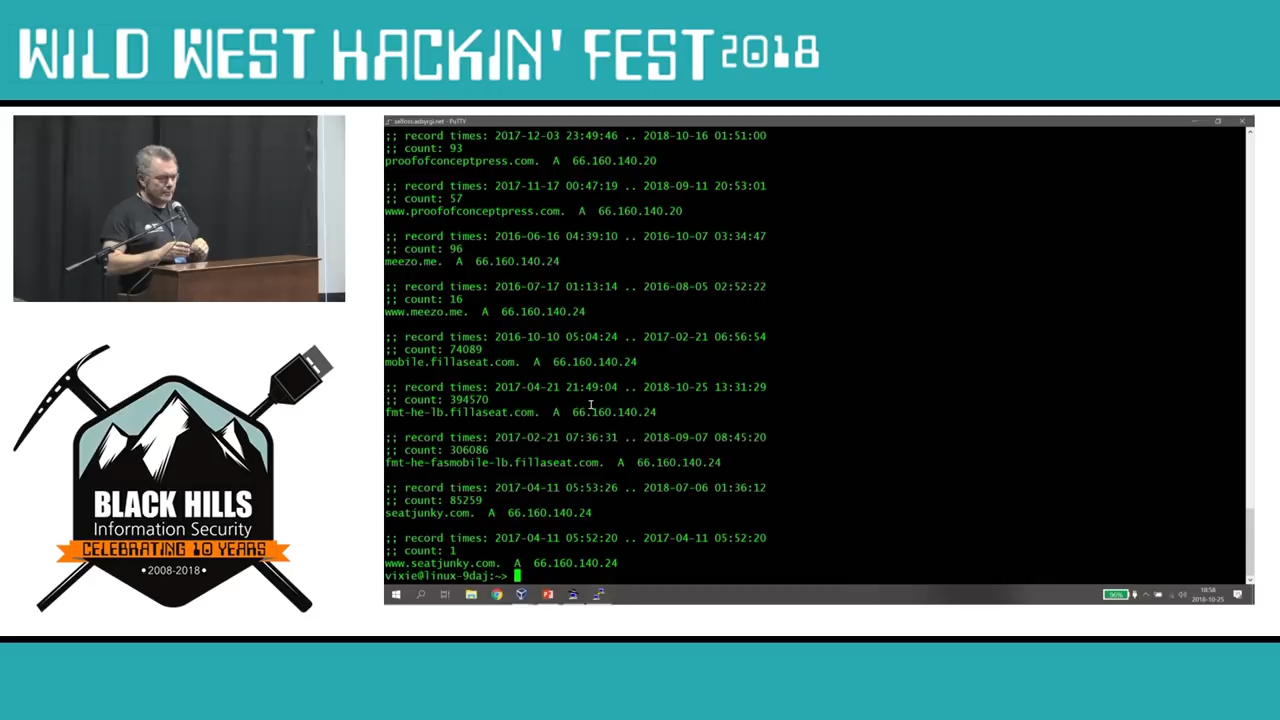 WILD WEST HACKIN' FEST 2018
selfoss.asbyrgi.net - PuTTY
;; record times: 2017-12-03 23:49:46 .. 2018-10-16 01:51:00
;; count: 93
proofofconceptpress.com.  A  66.160.140.20
;; record times: 2017-11-17 00:47:19 .. 2018-09-11 20:53:01
;; count: 57
www.proofofconceptpress.com.  A  66.160.140.20
;; record times: 2016-06-16 04:39:10 .. 2016-10-07 03:34:47
;; count: 96
meezo.me.  A  66.160.140.24
;; record times: 2016-07-17 01:13:14 .. 2016-08-05 02:52:22
;; count: 16
www.meezo.me.  A  66.160.140.24
;; record times: 2016-10-10 05:04:24 .. 2017-02-21 06:56:54
;; count: 74089
mobile.fillaseat.com.  A  66.160.140.24
;; record times: 2017-04-21 21:49:04 .. 2018-10-25 13:31:29
;; count: 394570
fmt-he-lb.fillaseat.com.  A  66.160.140.24
;; record times: 2017-02-21 07:36:31 .. 2018-09-07 08:45:20
;; count: 306086
fmt-he-fasmobile-lb.fillaseat.com.  A  66.160.140.24
;; record times: 2017-04-11 05:53:26 .. 2018-07-06 01:36:12
;; count: 85259
seatjunky.com.  A  66.160.140.24
;; record times: 2017-04-11 05:52:20 .. 2017-04-11 05:52:20
;; count: 1
www.seatjunky.com.  A  66.160.140.24
vixie@linux-9daj:~>
96%
18:58
2018-10-25
BLACK HILLS
Information Security
CELEBRATING 10 YEARS
•2008-2018•